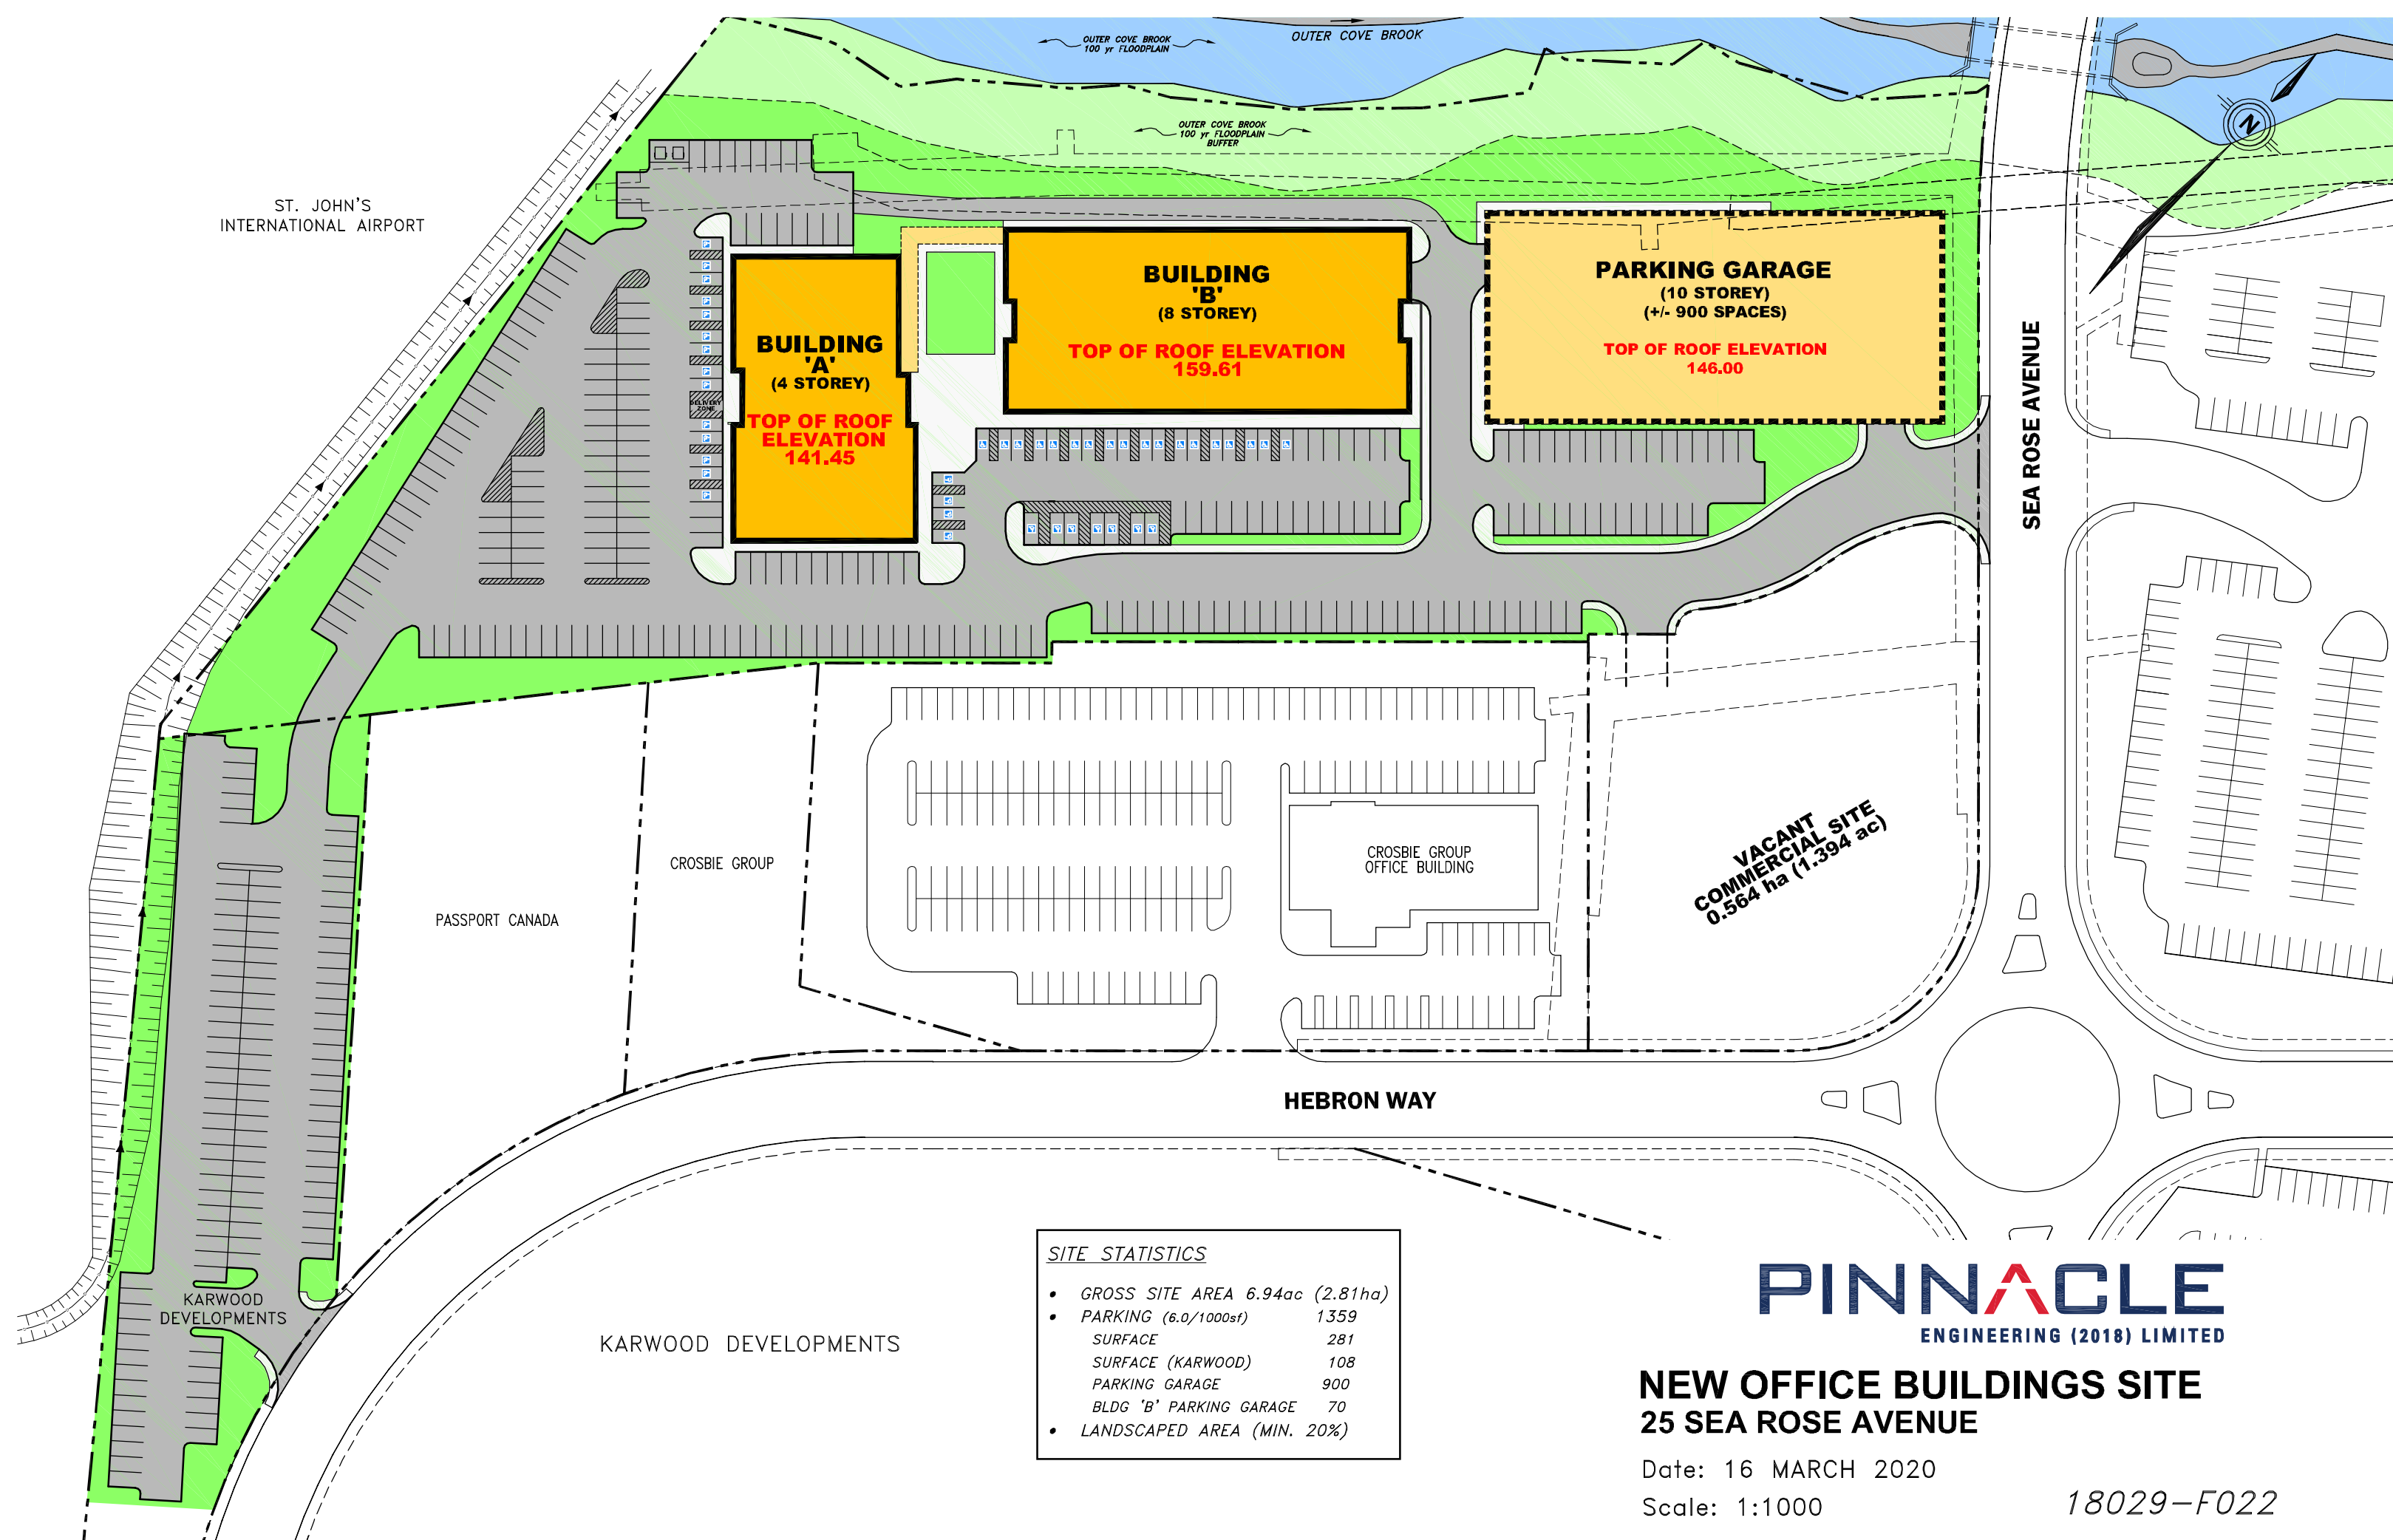 OUTER COVE BROOK
100 yr FLOODPLAIN
OUTER COVE BROOK
OUTER COVE BROOK
100 yr FLOODPLAIN
BUFFER
N
ST. JOHN'S
INTERNATIONAL AIRPORT
BUILDING
'A'
(4 STOREY)
TOP OF ROOF
ELEVATION
141.45
DELIVERY
ZONE
BUILDING
'B'
(8 STOREY)
TOP OF ROOF ELEVATION
159.61
PARKING GARAGE
(10 STOREY)
(+/- 900 SPACES)
TOP OF ROOF ELEVATION
146.00
SEA ROSE AVENUE
PASSPORT CANADA
CROSBIE GROUP
CROSBIE GROUP
OFFICE BUILDING
VACANT
COMMERCIAL SITE
0.564 ha (1.394 ac)
HEBRON WAY
KARWOOD
DEVELOPMENTS
KARWOOD DEVELOPMENTS
SITE STATISTICS
• GROSS SITE AREA 6.94ac (2.81ha)
• PARKING (6.0/1000sf) 1359
SURFACE 281
SURFACE (KARWOOD) 108
PARKING GARAGE 900
BLDG 'B' PARKING GARAGE 70
• LANDSCAPED AREA (MIN. 20%)
PINNACLE
ENGINEERING (2018) LIMITED
NEW OFFICE BUILDINGS SITE
25 SEA ROSE AVENUE
Date: 16 MARCH 2020
Scale: 1:1000
18029-F022